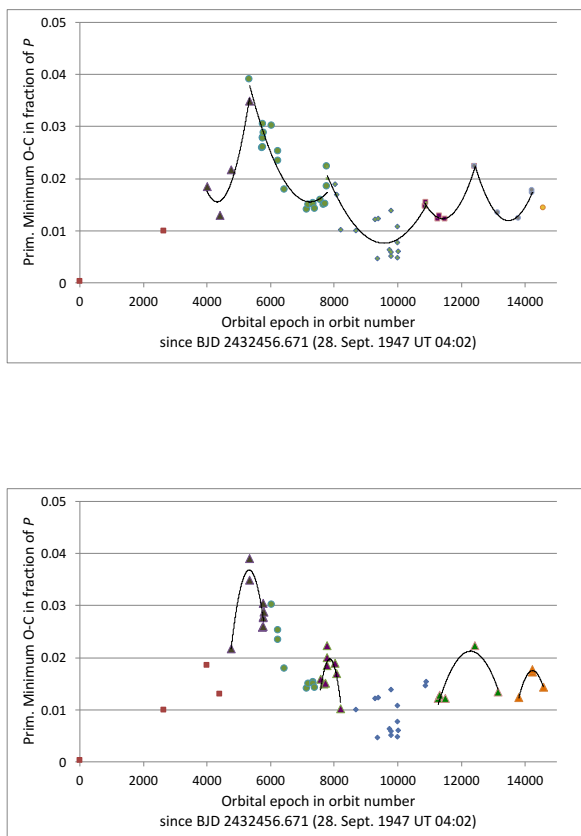 0.05
0.04
0.03
0.02
0.01
0
Prim. Minimum O-C in fraction of P
0 2000 4000 6000 8000 10000 12000 14000
Orbital epoch in orbit number
since BJD 2432456.671 (28. Sept. 1947 UT 04:02)
0.05
0.04
0.03
0.02
0.01
0
Prim. Minimum O-C in fraction of P
0 2000 4000 6000 8000 10000 12000 14000
Orbital epoch in orbit number
since BJD 2432456.671 (28. Sept. 1947 UT 04:02)